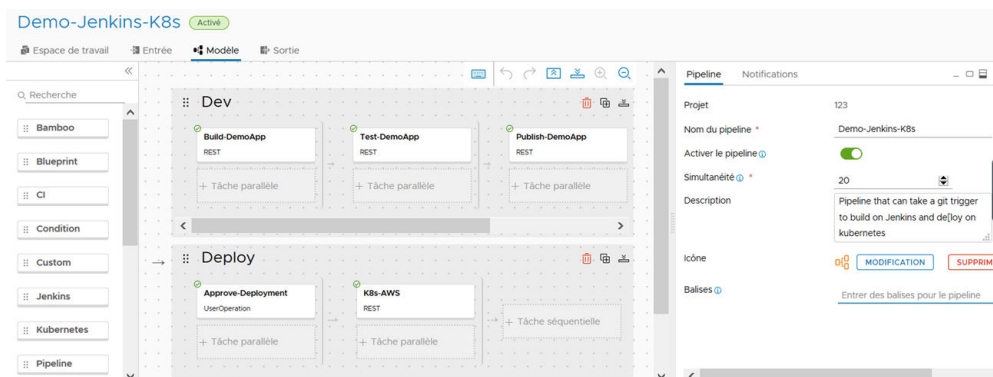 Demo-Jenkins-K8s Activé
Espace de travail Entrée Modèle Sortie
Recherche
Bamboo
Blueprint
CI
Condition
Custom
Jenkins
Kubernetes
Pipeline
Dev
Build-DemoApp
REST
+ Tâche parallèle
Test-DemoApp
REST
+ Tâche parallèle
Publish-DemoApp
REST
+ Tâche parallèle
Deploy
Approve-Deployment
UserOperation
+ Tâche parallèle
K8s-AWS
REST
+ Tâche parallèle
+ Tâche séquentielle
Pipeline Notifications
Projet 123
Nom du pipeline * Demo-Jenkins-K8s
Activer le pipeline
Simultanéité * 20
Description Pipeline that can take a git trigger
to build on Jenkins and de[loy on
kubernetes
Icône MODIFICATION SUPPRIM
Balises Entrer des balises pour le pipeline